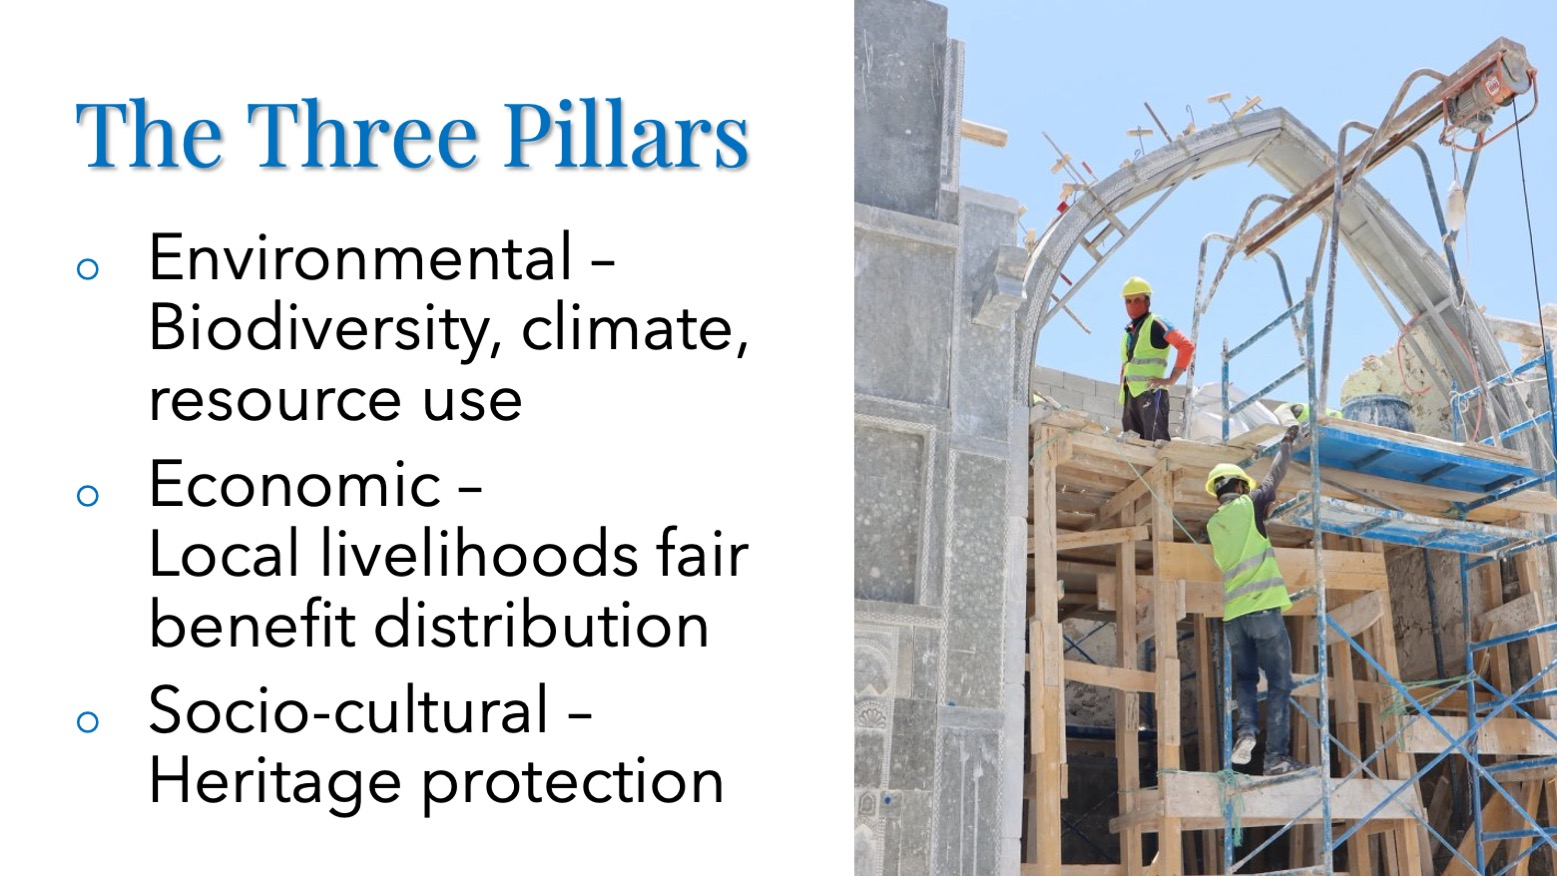 The Three Pillars
Environmental –
Biodiversity, climate,
resource use
Economic –
Local livelihoods fair
benefit distribution
Socio-cultural –
Heritage protection